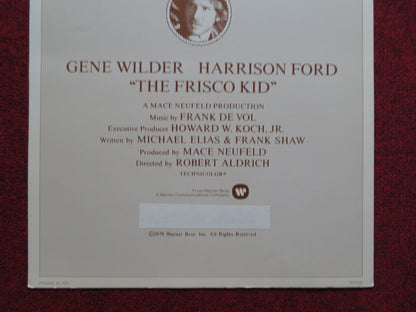 GENE WILDER HARRISON FORD
"THE FRISCO KID"
A MACE NEUFELD PRODUCTION
Music by FRANK DE VOL
Executive Producer HOWARD W. KOCH, JR.
Written by MICHAEL ELIAS & FRANK SHAW
Produced by MACE NEUFELD
Directed by ROBERT ALDRICH
TECHNICOLOR®
From Warner Bros.
A Warner Communications Company
©1979 Warner Bros. Inc. All Rights Reserved